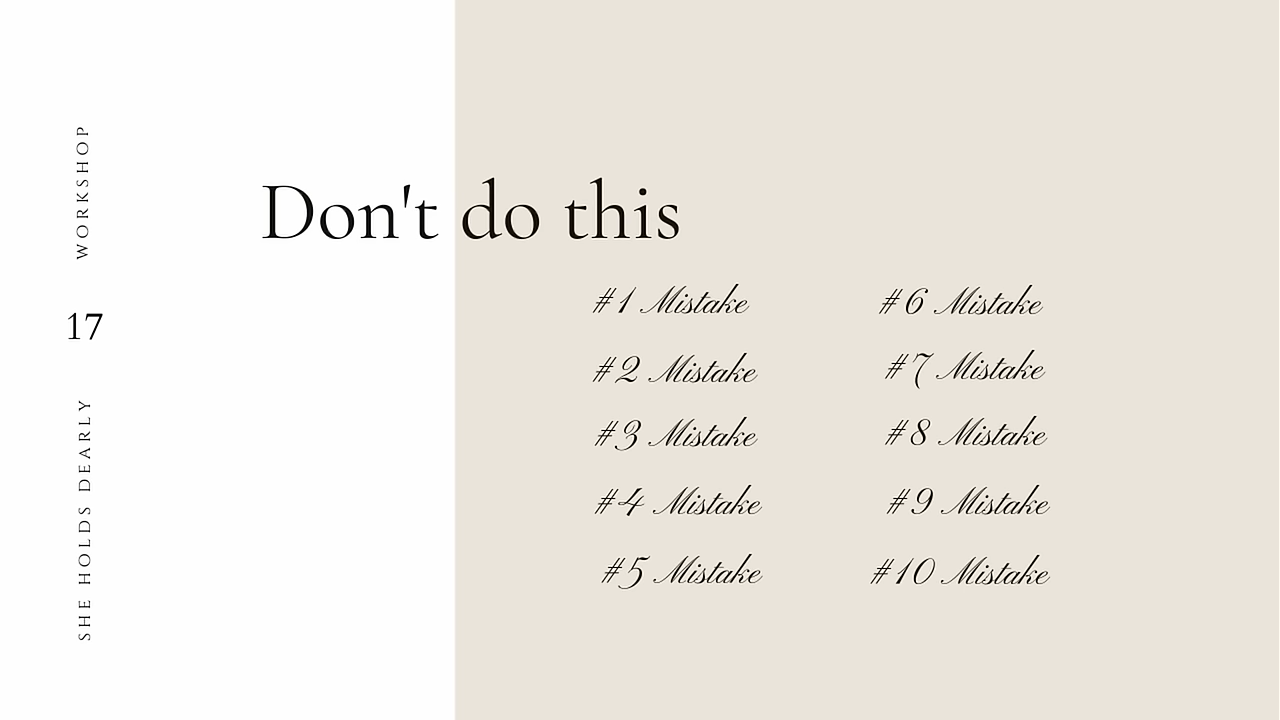 WORKSHOP
17
SHE HOLDS DEARLY
Don't do this
#1 Mistake
#2 Mistake
#3 Mistake
#4 Mistake
#5 Mistake
#6 Mistake
#7 Mistake
#8 Mistake
#9 Mistake
#10 Mistake